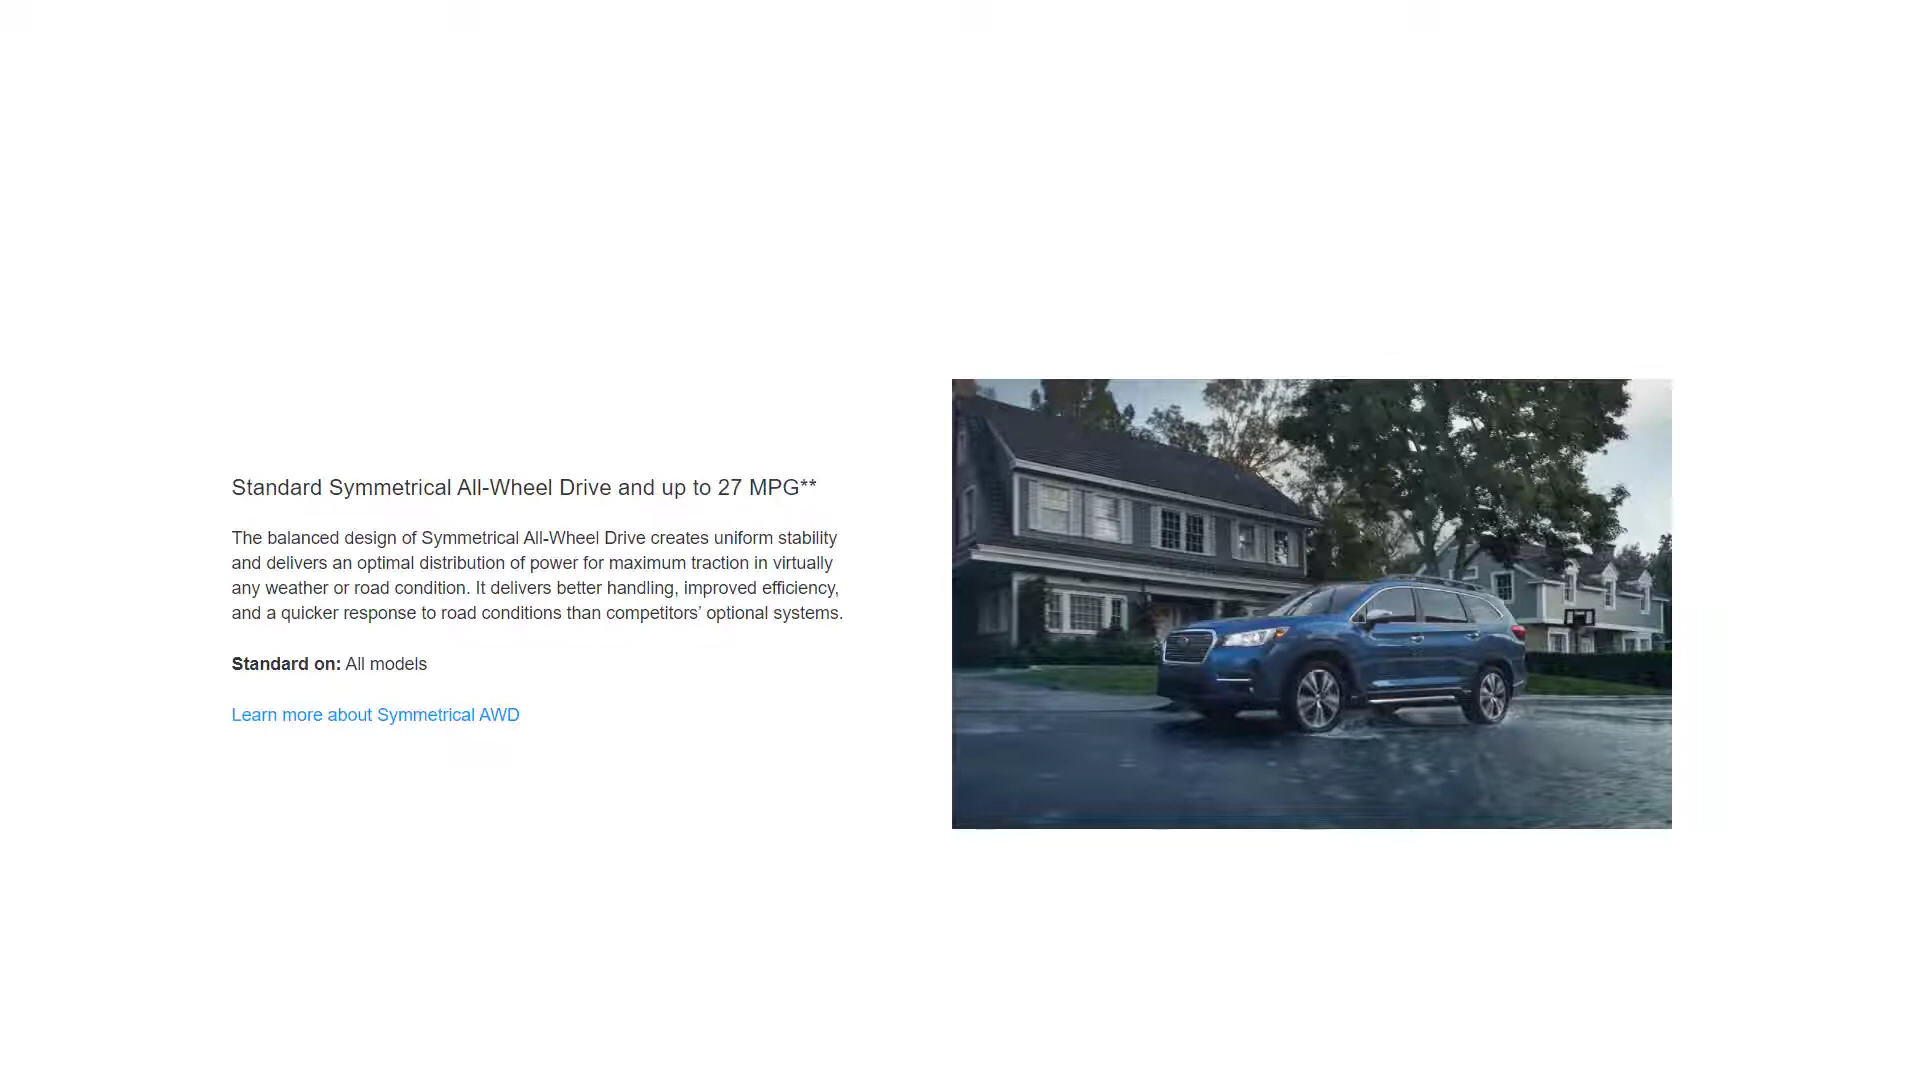 Standard Symmetrical All-Wheel Drive and up to 27 MPG**
The balanced design of Symmetrical All-Wheel Drive creates uniform stability
and delivers an optimal distribution of power for maximum traction in virtually
any weather or road condition. It delivers better handling, improved efficiency,
and a quicker response to road conditions than competitors’ optional systems.
Standard on: All models
Learn more about Symmetrical AWD